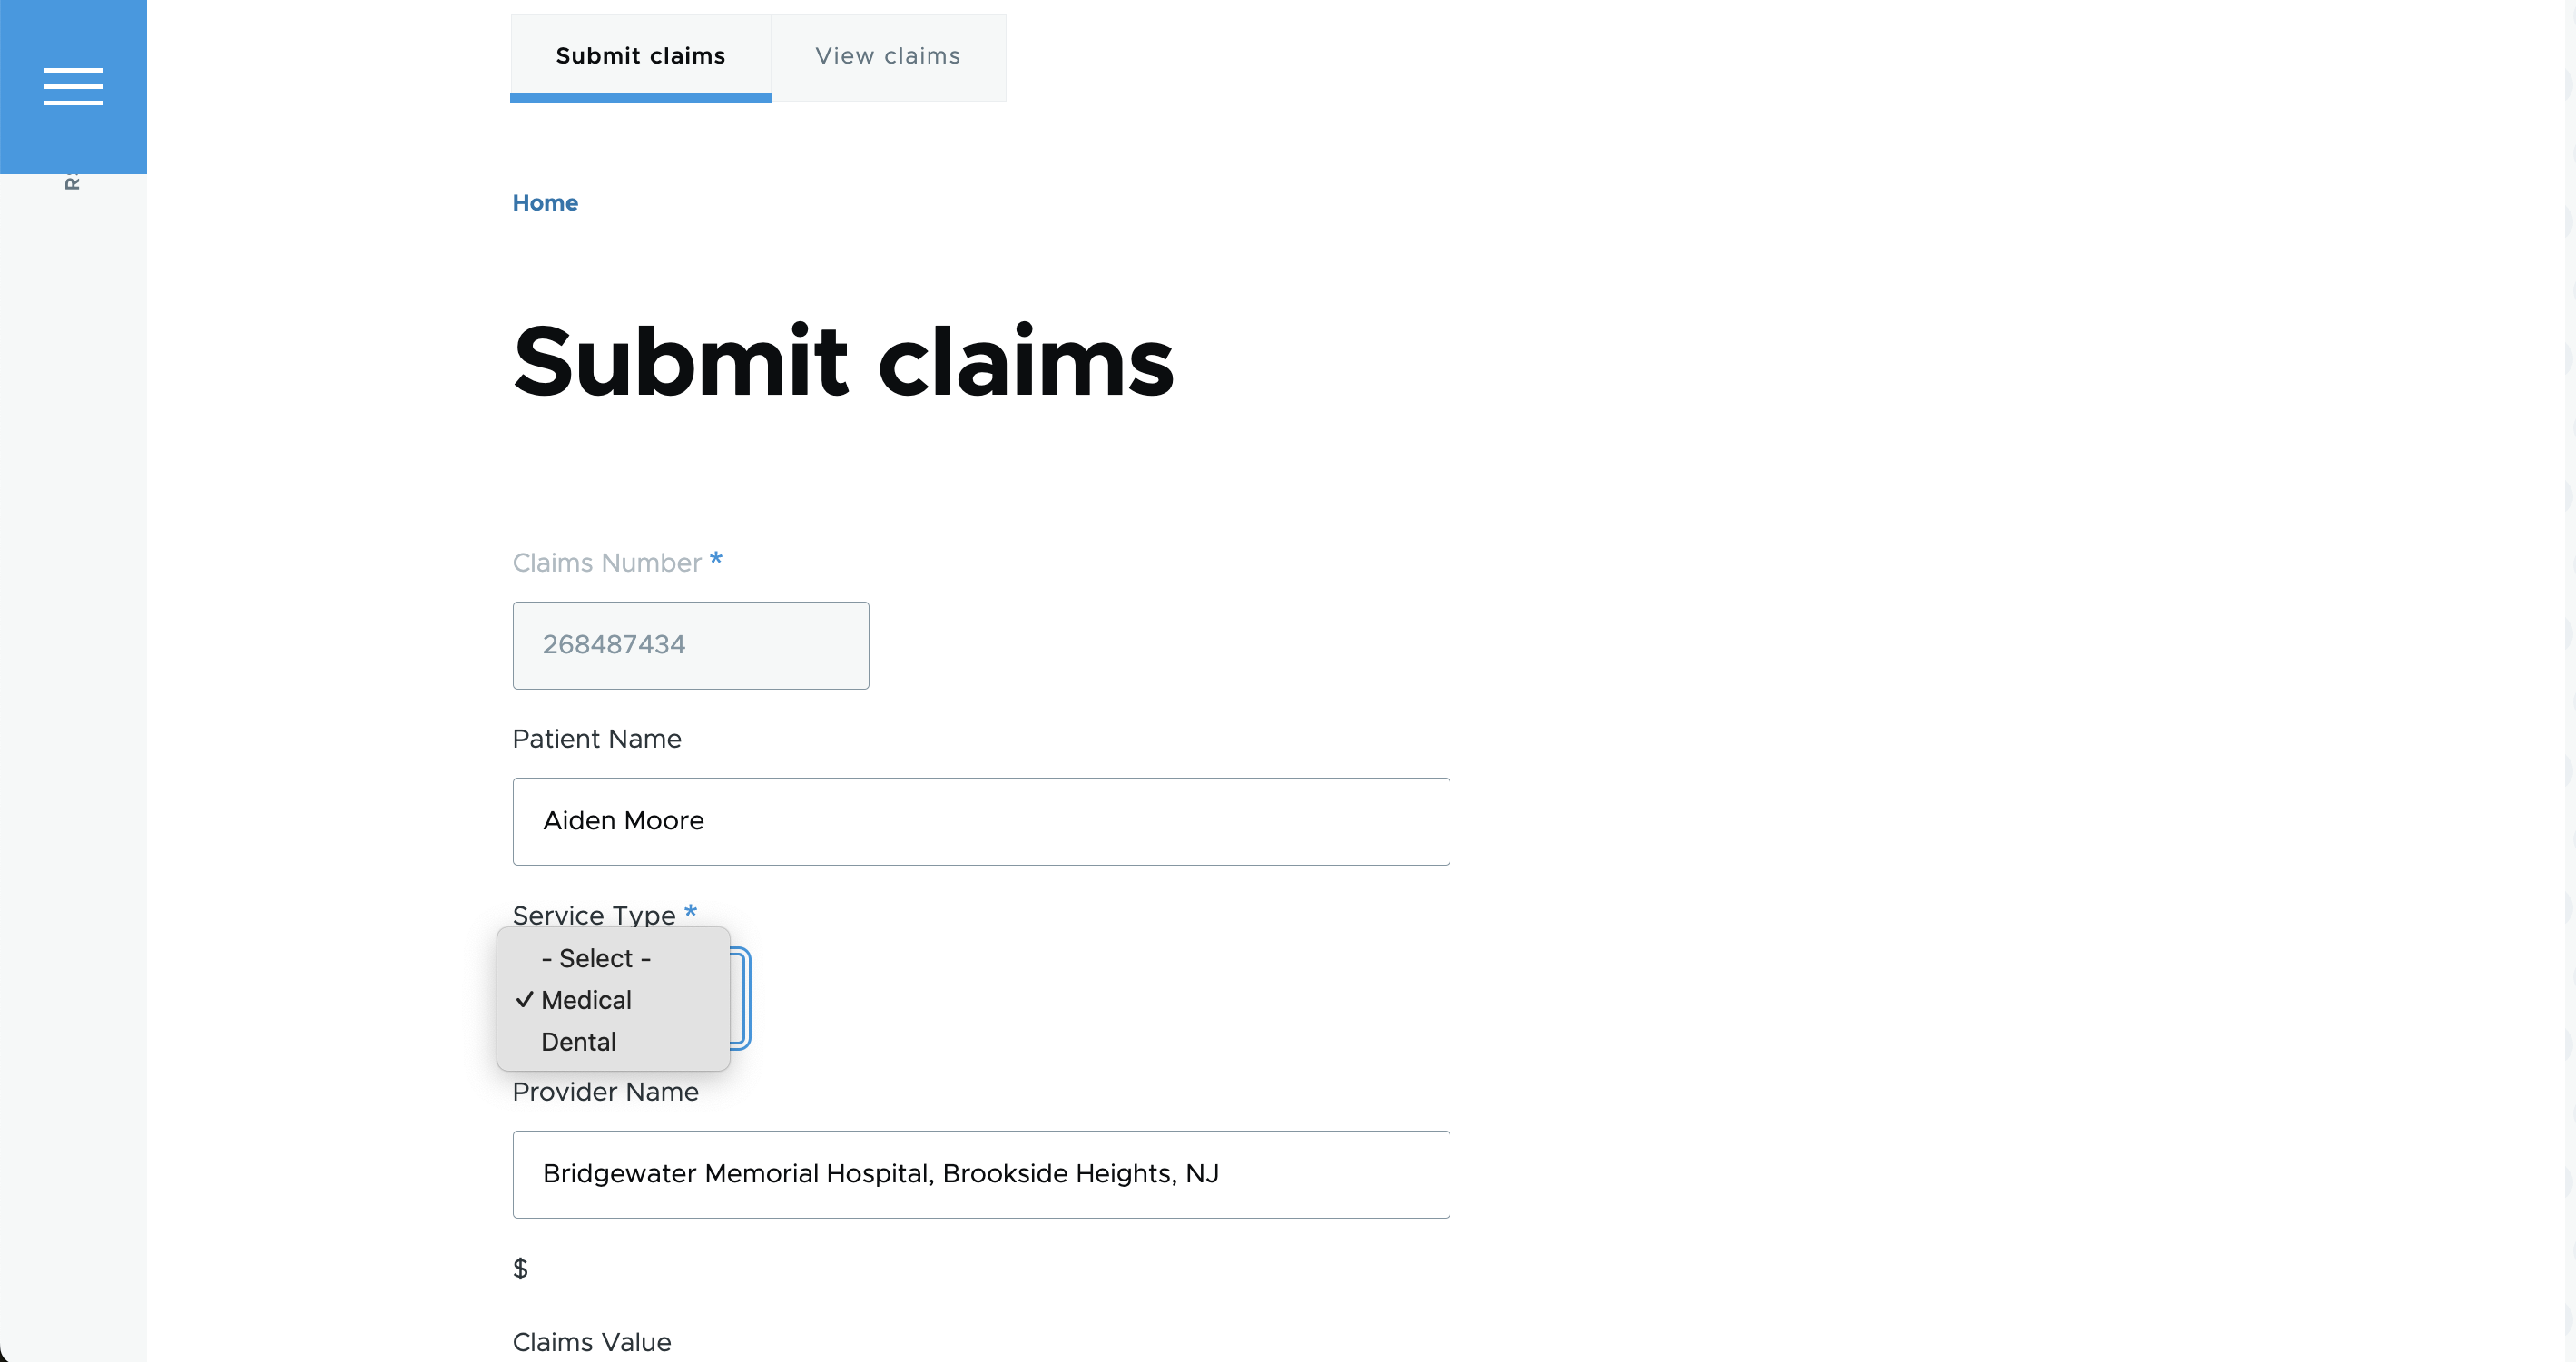 Submit claims
View claims
Home
Submit claims
Claims Number *
268487434
Patient Name
Aiden Moore
Service Type *
- Select -
✓ Medical
Dental
Provider Name
Bridgewater Memorial Hospital, Brookside Heights, NJ
$
Claims Value